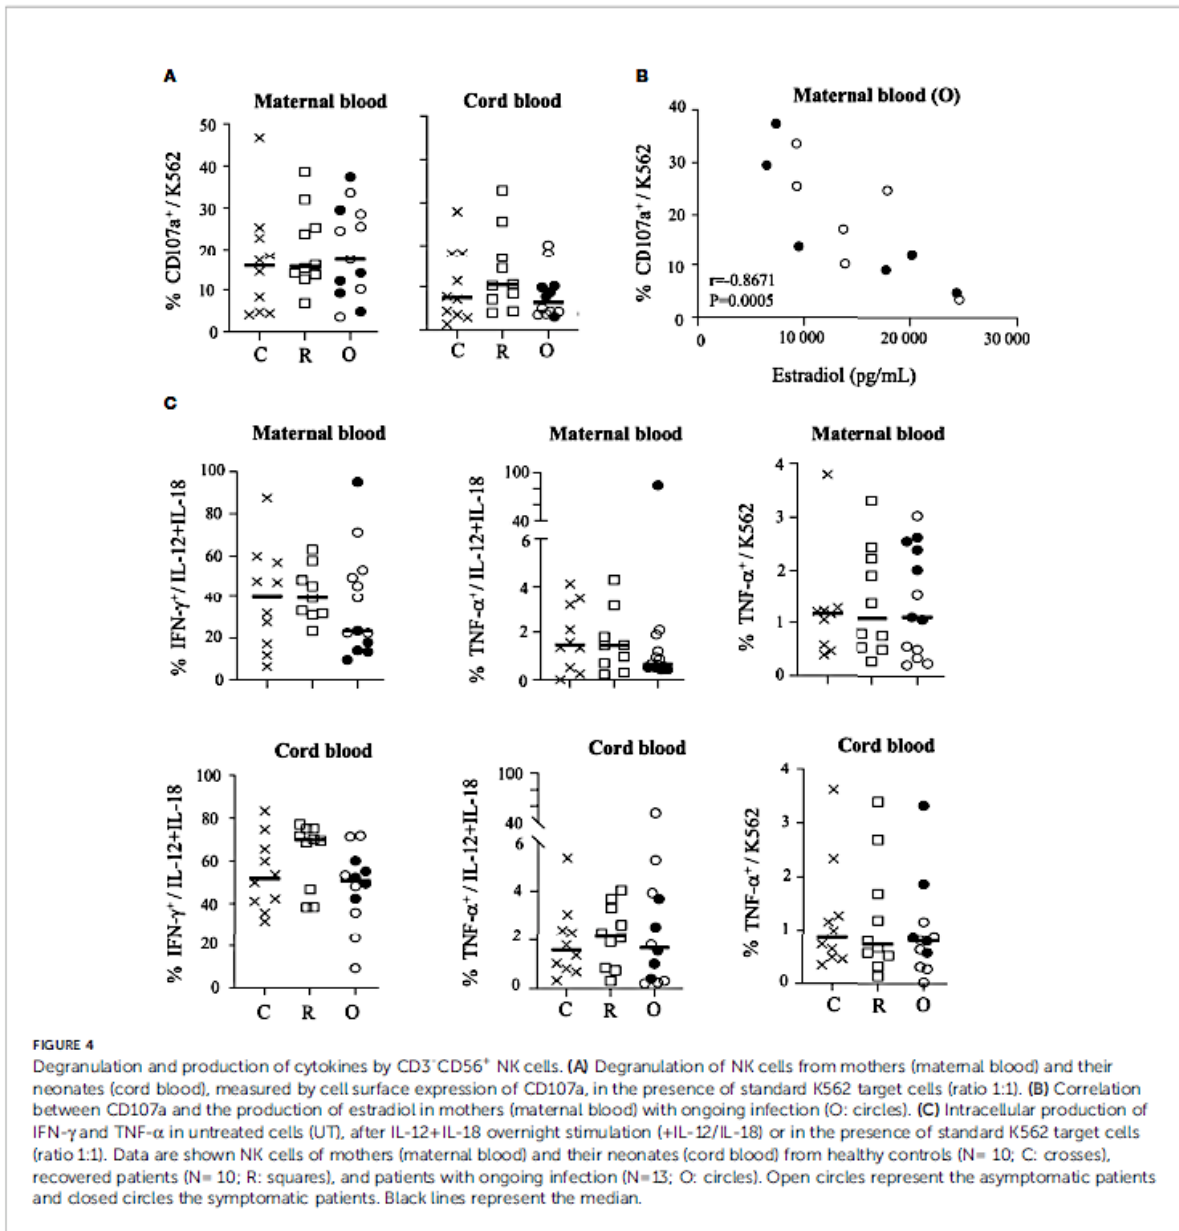 A
Maternal blood
Cord blood
% CD107a⁺ / K562
50
40
30
20
10
0
C R O
C R O
B
Maternal blood (O)
% CD107a⁺ / K562
40
30
20
10
0
r=-0.8671
P=0.0005
0 10 000 20 000 30 000
Estradiol (pg/mL)
C
Maternal blood
% IFN-γ⁺/ IL-12+IL-18
100
80
60
40
20
0
Maternal blood
% TNF-α⁺ / IL-12+IL-18
100
40
6
4
2
0
Maternal blood
% TNF-α⁺ / K562
4
3
2
1
0
Cord blood
% IFN-γ⁺ / IL-12+IL-18
100
80
60
40
20
0
C R O
Cord blood
% TNF-α⁺ / IL-12+IL-18
100
40
6
4
2
0
C R O
Cord blood
% TNF-α⁺ / K562
4
3
2
1
0
C R O
FIGURE 4
Degranulation and production of cytokines by CD3⁻CD56⁺ NK cells. (A) Degranulation of NK cells from mothers (maternal blood) and their
neonates (cord blood), measured by cell surface expression of CD107a, in the presence of standard K562 target cells (ratio 1:1). (B) Correlation
between CD107a and the production of estradiol in mothers (maternal blood) with ongoing infection (O: circles). (C) Intracellular production of
IFN-γ and TNF-α in untreated cells (UT), after IL-12+IL-18 overnight stimulation (+IL-12/IL-18) or in the presence of standard K562 target cells
(ratio 1:1). Data are shown NK cells of mothers (maternal blood) and their neonates (cord blood) from healthy controls (N= 10; C: crosses),
recovered patients (N= 10; R: squares), and patients with ongoing infection (N=13; O: circles). Open circles represent the asymptomatic patients
and closed circles the symptomatic patients. Black lines represent the median.